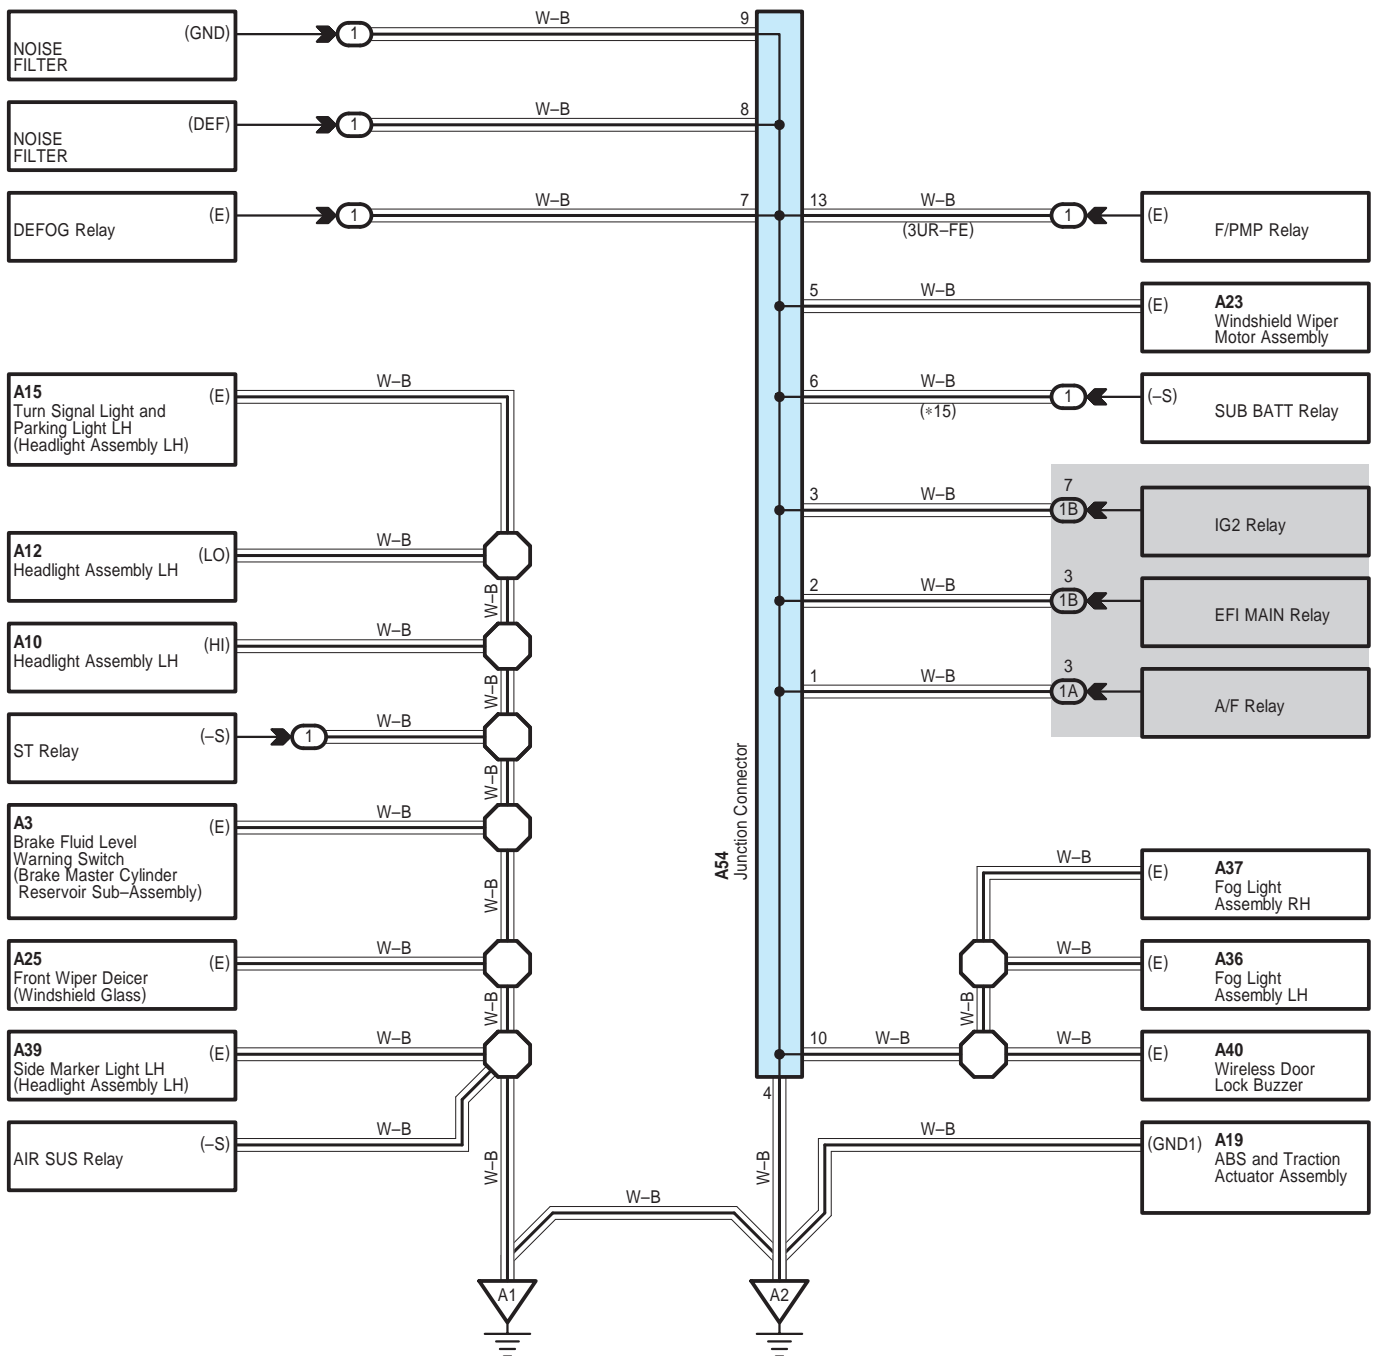 NOISE
FILTER
(GND)
1
W–B
9
NOISE
FILTER
(DEF)
1
W–B
8
DEFOG Relay
(E)
1
W–B
7
13
W–B
(3UR–FE)
1
(E)
F/PMP Relay
5
W–B
(E)
A23
Windshield Wiper
Motor Assembly
A15
Turn Signal Light and
Parking Light LH
(Headlight Assembly LH)
(E)
W–B
6
W–B
(*15)
1
(–S)
SUB BATT Relay
3
W–B
7
1B
IG2 Relay
A12
Headlight Assembly LH
(LO)
W–B
W–B
2
W–B
3
1B
EFI MAIN Relay
A10
Headlight Assembly LH
(HI)
W–B
W–B
1
W–B
3
1A
A/F Relay
ST Relay
(–S)
1
W–B
W–B
A54
Junction Connector
A3
Brake Fluid Level
Warning Switch
(Brake Master Cylinder
Reservoir Sub–Assembly)
(E)
W–B
W–B
W–B
(E)
A37
Fog Light
Assembly RH
A25
Front Wiper Deicer
(Windshield Glass)
(E)
W–B
W–B
W–B
(E)
A36
Fog Light
Assembly LH
W–B
A39
Side Marker Light LH
(Headlight Assembly LH)
(E)
W–B
10
W–B
W–B
(E)
A40
Wireless Door
Lock Buzzer
4
AIR SUS Relay
(–S)
W–B
W–B
W–B
W–B
W–B
(GND1)
A19
ABS and Traction
Actuator Assembly
A1
A2